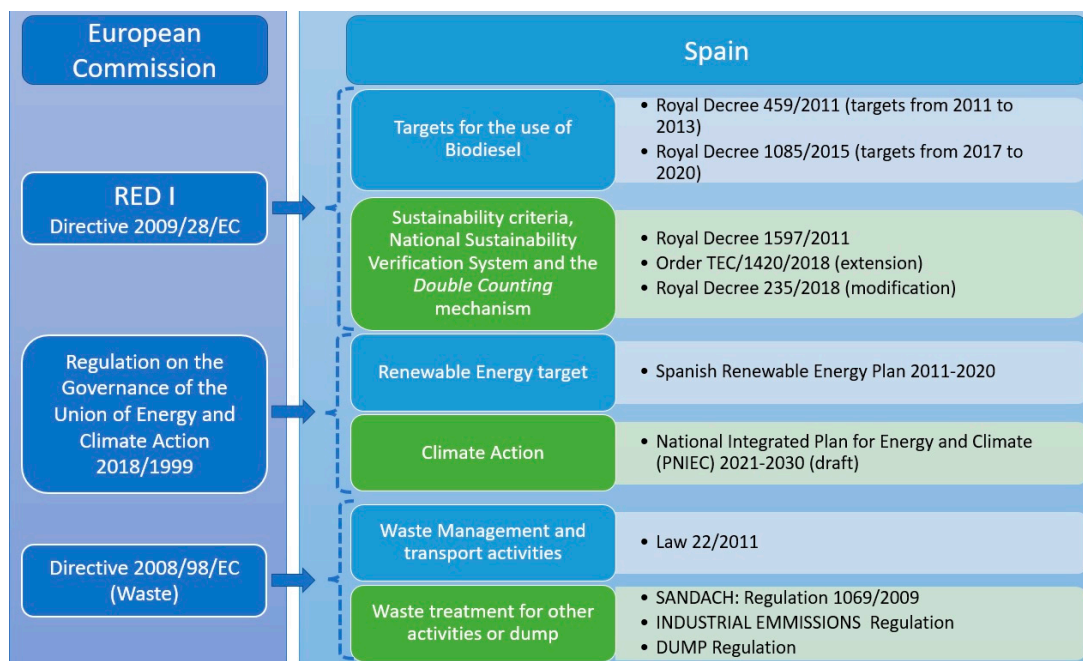 European
Commission
Spain
RED I
Directive 2009/28/EC
Targets for the use of
Biodiesel
• Royal Decree 459/2011 (targets from 2011 to
2013)
• Royal Decree 1085/2015 (targets from 2017 to
2020)
Sustainability criteria,
National Sustainability
Verification System and the
Double Counting
mechanism
• Royal Decree 1597/2011
• Order TEC/1420/2018 (extension)
• Royal Decree 235/2018 (modification)
Regulation on the
Governance of the
Union of Energy and
Climate Action
2018/1999
Renewable Energy target
• Spanish Renewable Energy Plan 2011-2020
Climate Action
• National Integrated Plan for Energy and Climate
(PNIEC) 2021-2030 (draft)
Directive 2008/98/EC
(Waste)
Waste Management and
transport activities
• Law 22/2011
Waste treatment for other
activities or dump
• SANDACH: Regulation 1069/2009
• INDUSTRIAL EMMISSIONS Regulation
• DUMP Regulation